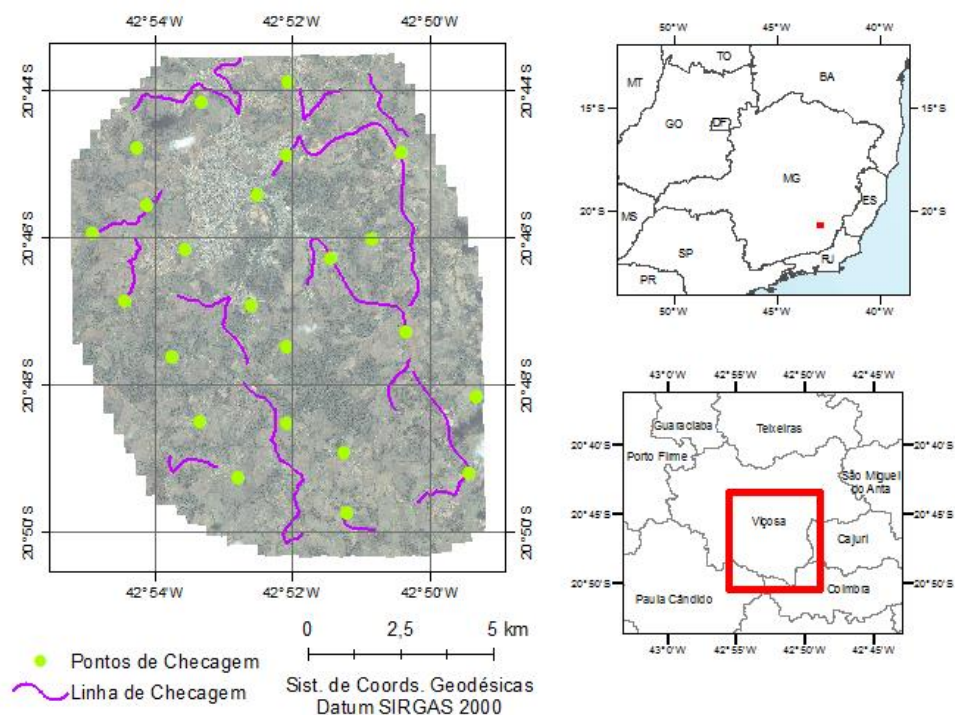 42°54'W 42°52'W 42°50'W
20°44'S 20°44'S
20°46'S 20°46'S
20°48'S 20°48'S
20°50'S 20°50'S
42°54'W 42°52'W 42°50'W
Pontos de Checagem
Linha de Checagem
0 2,5 5 km
Sist. de Coords. Geodésicas
Datum SIRGAS 2000
50°W 45°W 40°W
TO
BA
MT
15°S 15°S
GO DF
MG
ES
20°S MS 20°S
SP
RJ
PR
50°W 45°W 40°W
43°0'W 42°55'W 42°50'W 42°45'W
Guaraciaba Teixeiras
20°40'S 20°40'S
Porto Firme
São Miguel
do Anta
20°45'S 20°45'S
Viçosa
Cajuri
20°50'S 20°50'S
Paula Cândido Coimbra
43°0'W 42°55'W 42°50'W 42°45'W